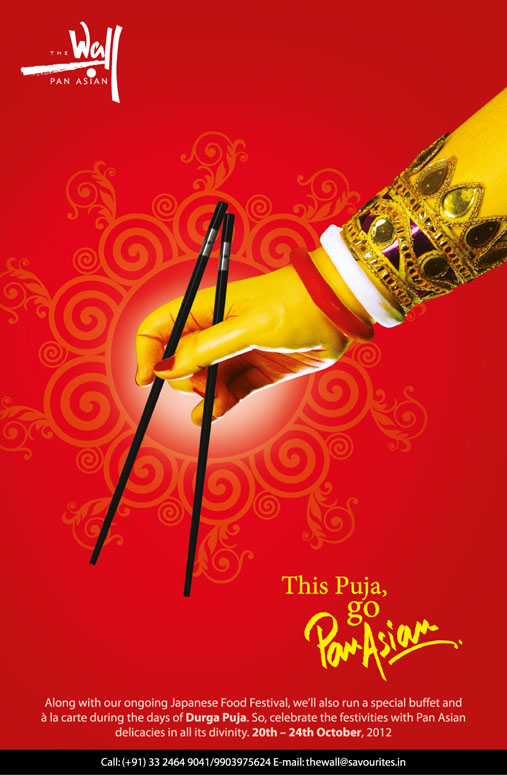 THE Wall
PAN ASIAN
This Puja,
go
Pan Asian
Along with our ongoing Japanese Food Festival, we'll also run a special buffet and
à la carte during the days of Durga Puja. So, celebrate the festivities with Pan Asian
delicacies in all its divinity. 20th – 24th October, 2012
Call: (+91) 33 2464 9041/9903975624 E-mail: thewall@savourites.in